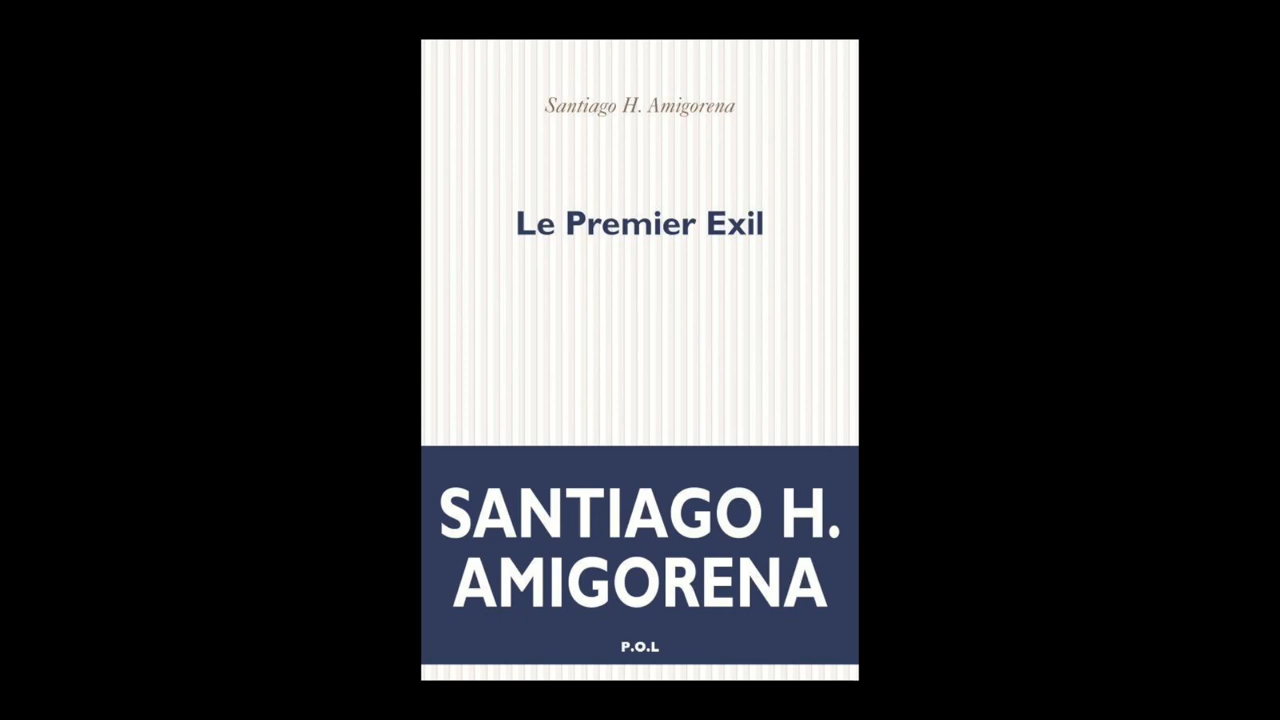 Santiago H. Amigorena
Le Premier Exil
SANTIAGO H.
AMIGORENA
P.O.L